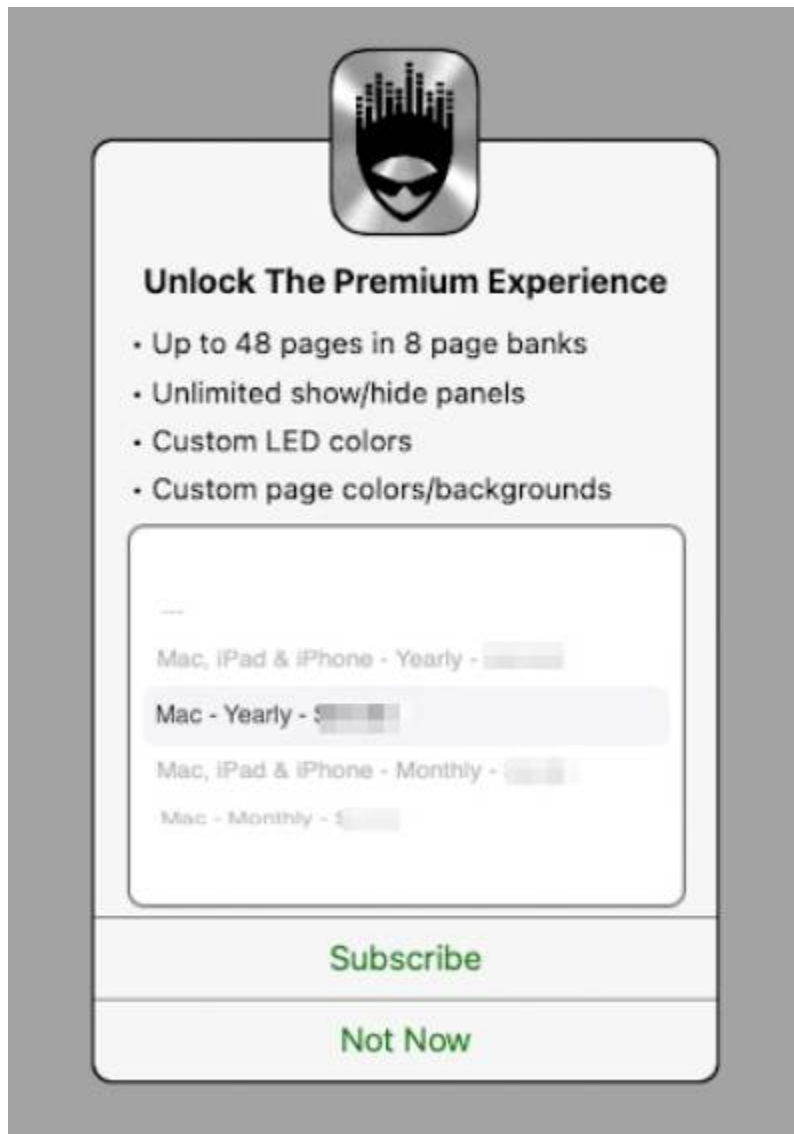 Unlock The Premium Experience
• Up to 48 pages in 8 page banks
• Unlimited show/hide panels
• Custom LED colors
• Custom page colors/backgrounds
---
Mac, iPad & iPhone - Yearly -
Mac - Yearly - $
Mac, iPad & iPhone - Monthly -
Mac - Monthly - $
Subscribe
Not Now